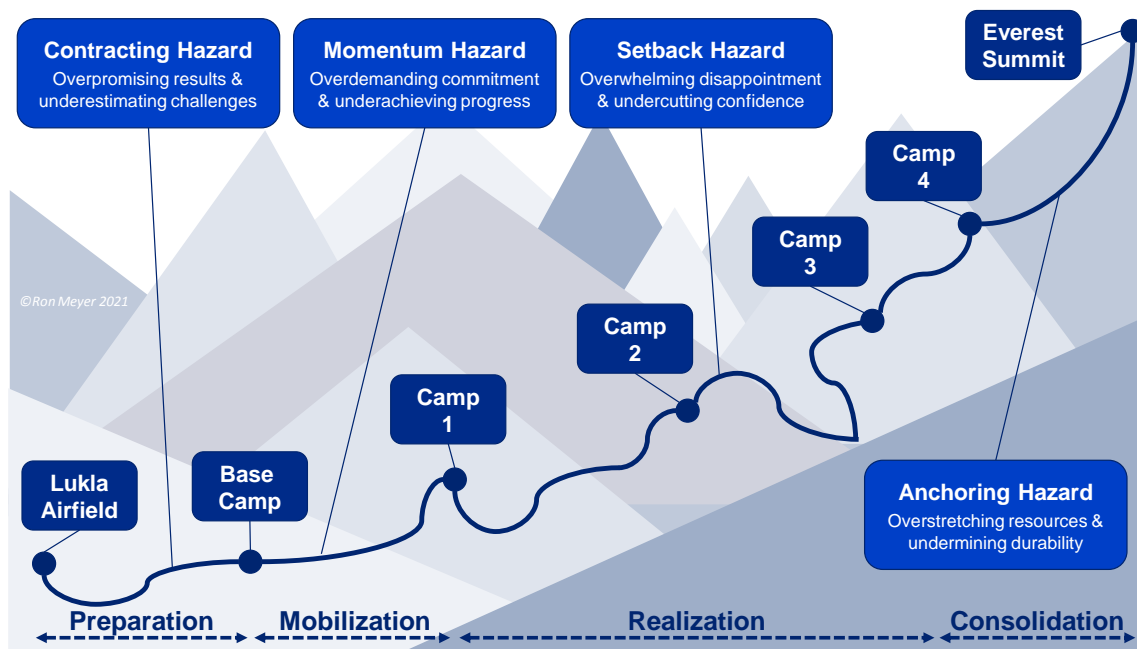 Contracting Hazard
Overpromising results &
underestimating challenges
Momentum Hazard
Overdemanding commitment
& underachieving progress
Setback Hazard
Overwhelming disappointment
& undercutting confidence
Everest
Summit
Camp
4
Camp
3
©Ron Meyer 2021
Camp
2
Camp
1
Lukla
Airfield
Base
Camp
Anchoring Hazard
Overstretching resources &
undermining durability
Preparation
Mobilization
Realization
Consolidation